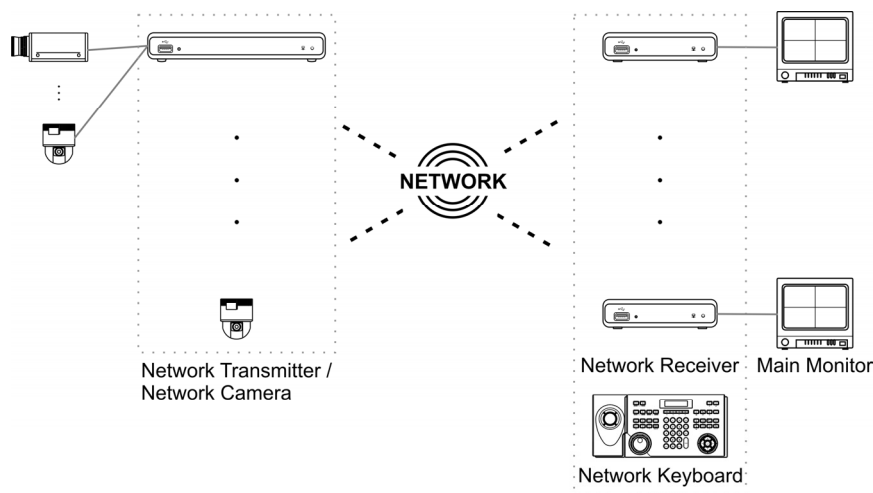 NETWORK
Network Transmitter /
Network Camera
Network Receiver
Main Monitor
Network Keyboard